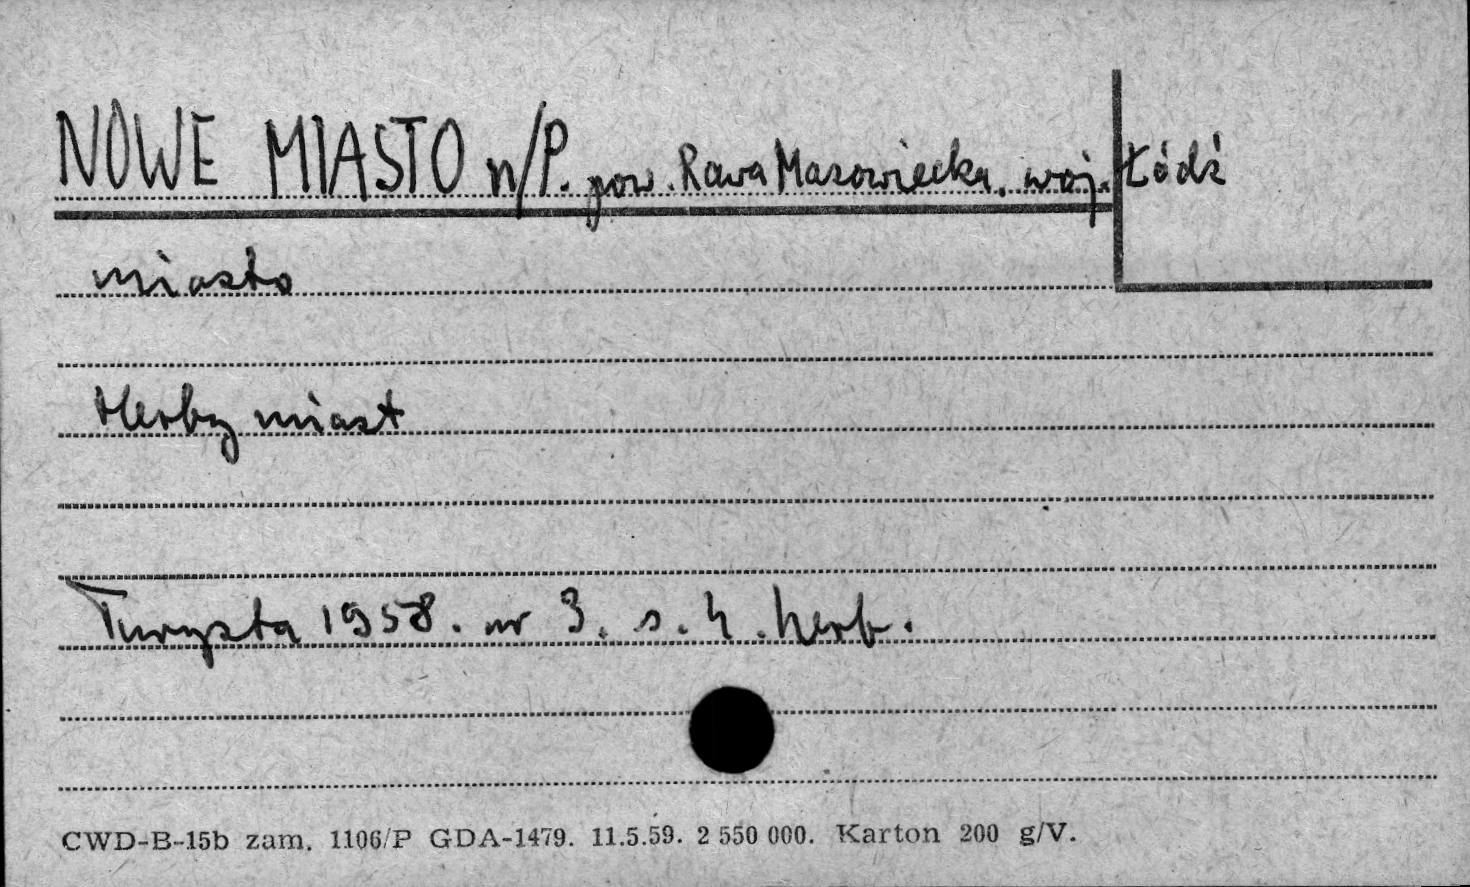 NOWE MIASTO n/P. pow. Rawa Mazowiecka. woj. Łódź
miasto
Herby miast
Turysta 1958. nr 3. s. 4. herb.
CWD-B-15b zam. 1106/P GDA-1479. 11.5.59. 2 550 000. Karton 200 g/V.